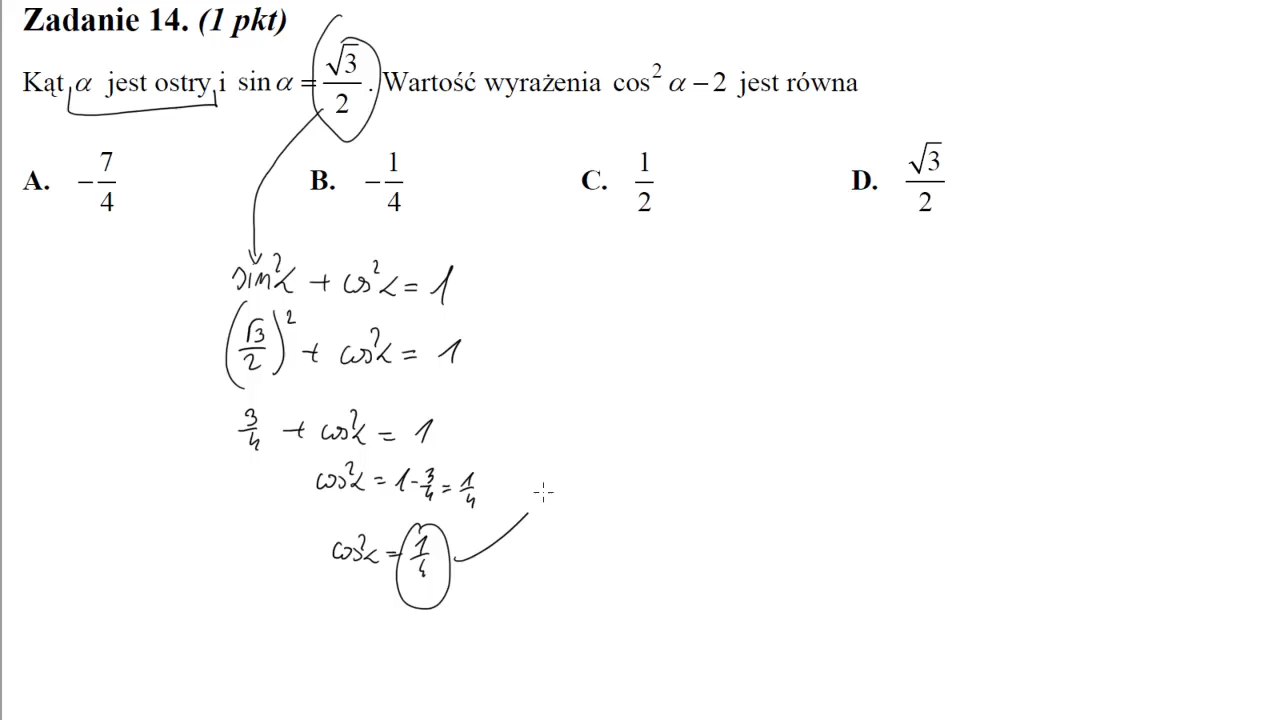 Zadanie 14. (1 pkt)
Kąt α jest ostry i sin α = √3/2. Wartość wyrażenia cos² α − 2 jest równa
A. −7/4 B. −1/4 C. 1/2 D. √3/2
sin²α + cos²α = 1
(√3/2)² + cos²α = 1
3/4 + cos²α = 1
cos²α = 1 - 3/4 = 1/4
cos²α = 1/4